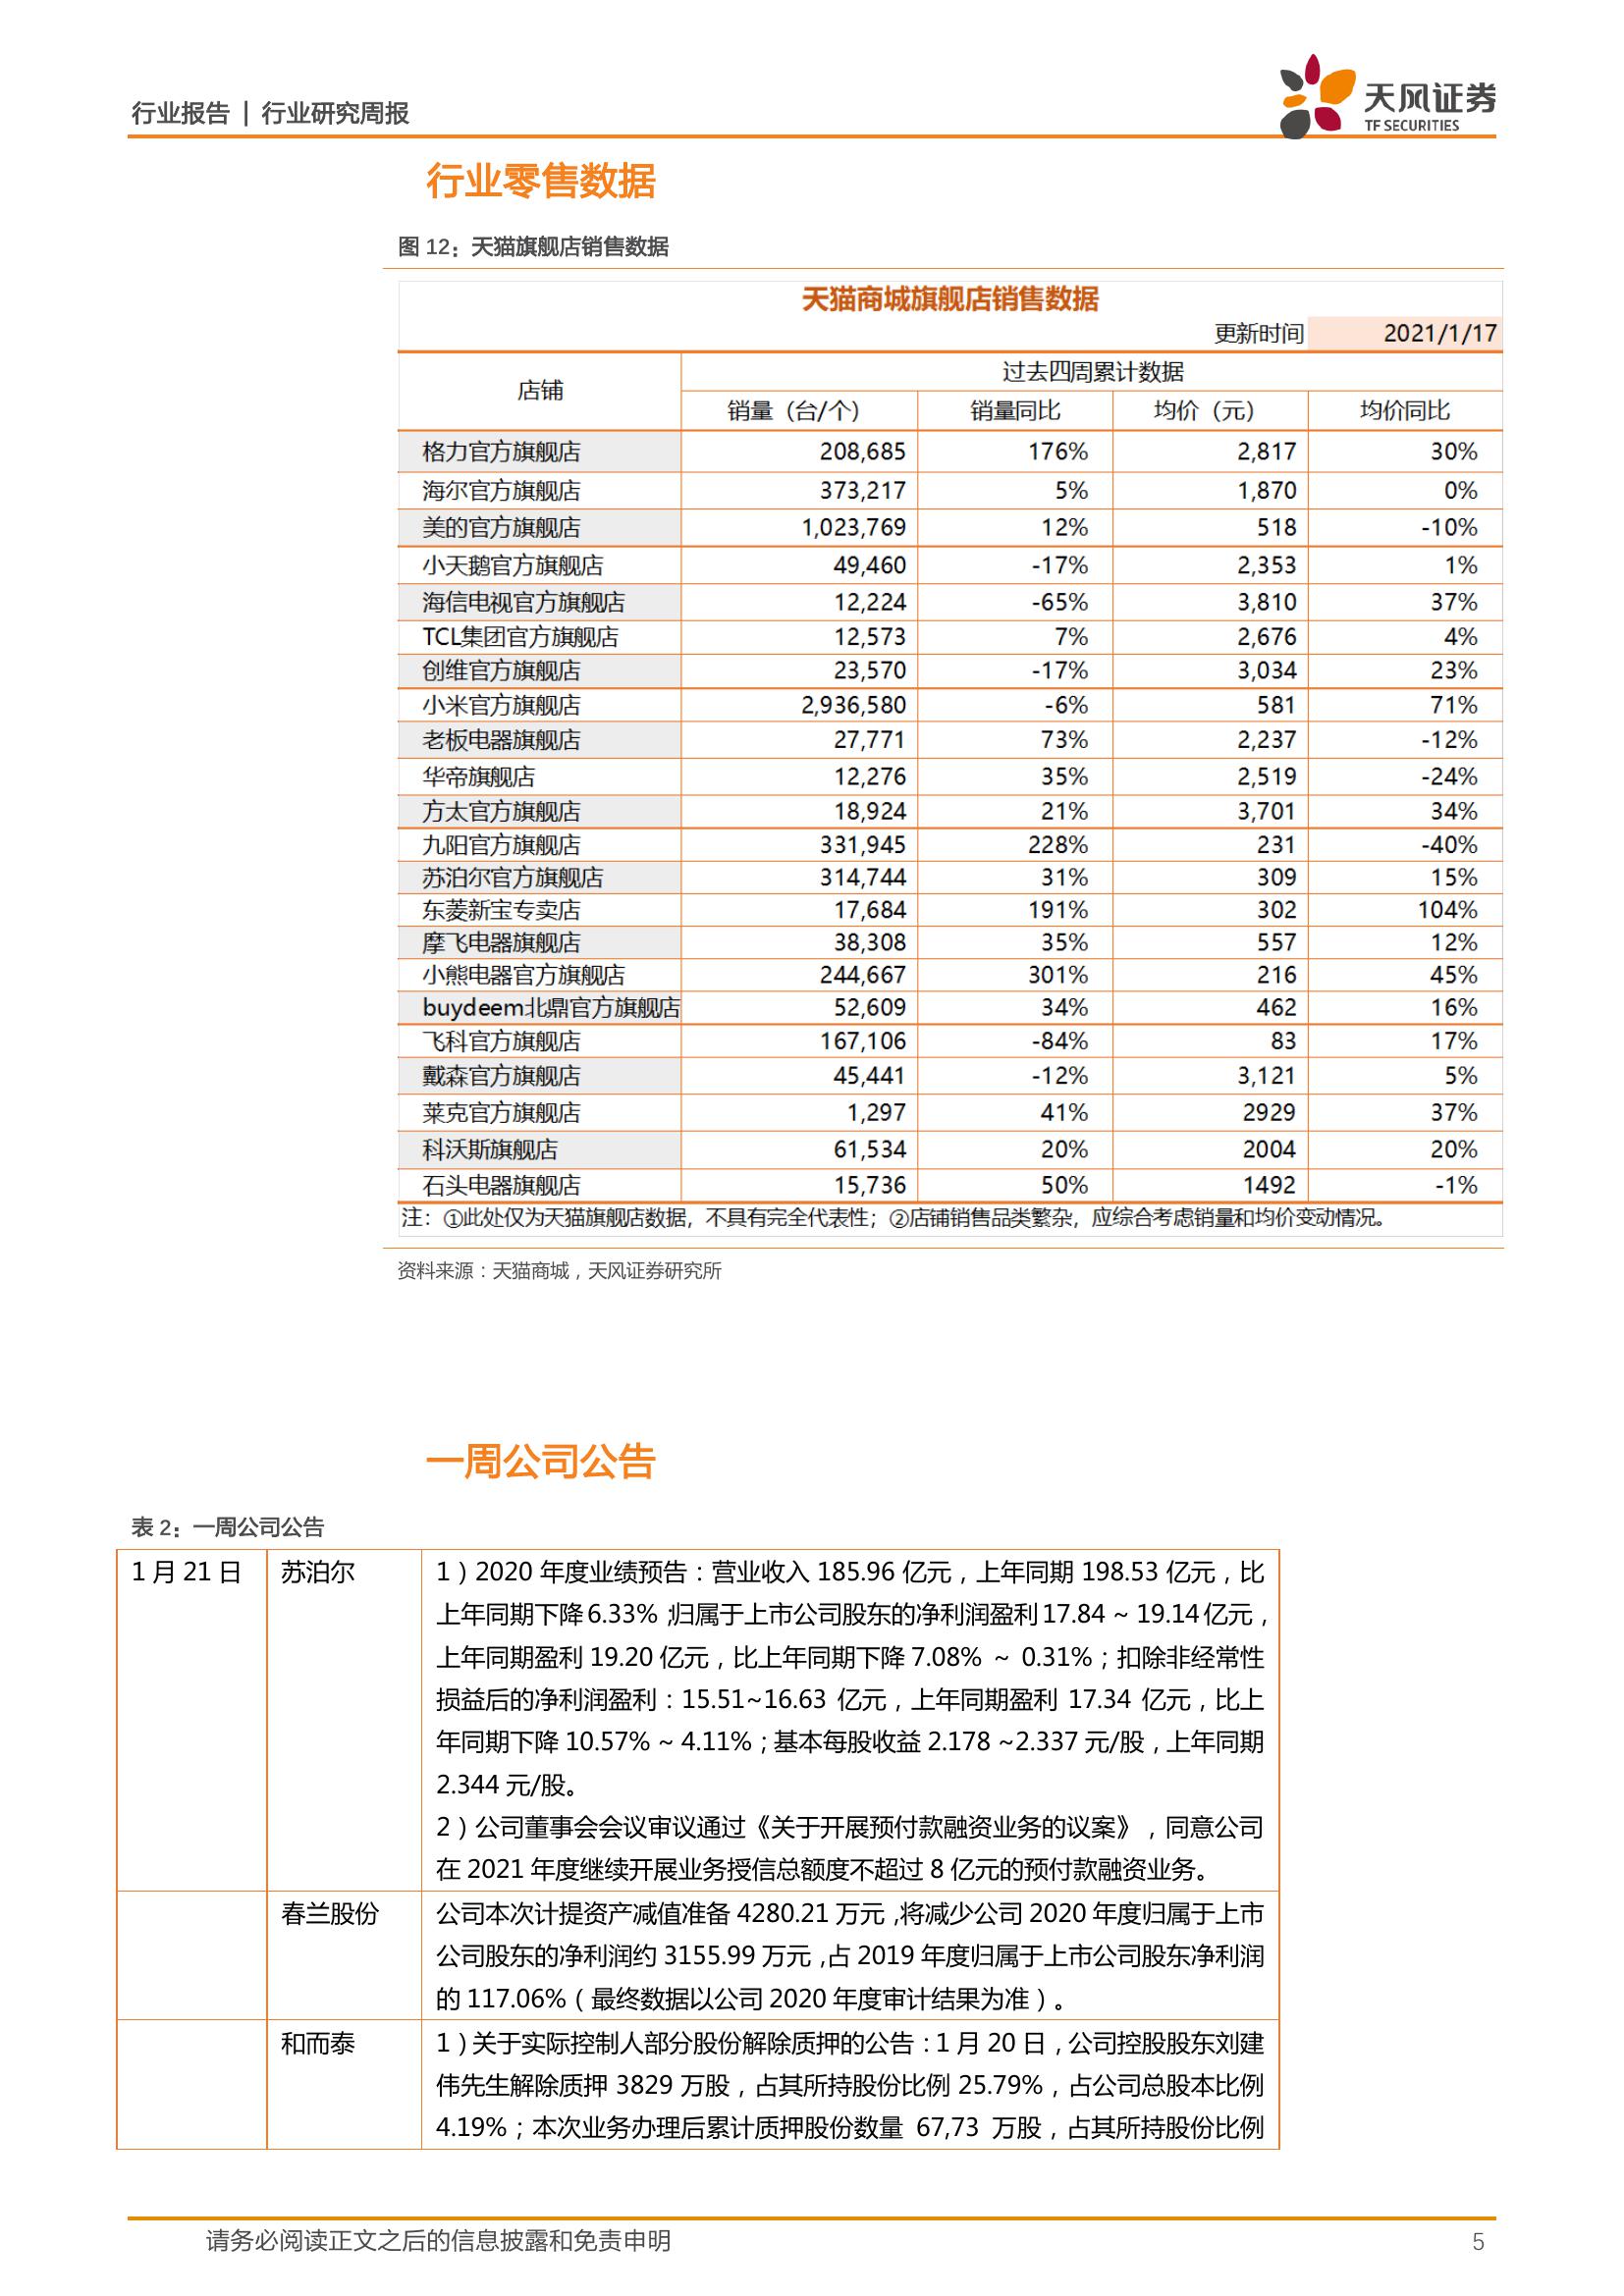 行业报告 | 行业研究周报
天风证券
TF SECURITIES
行业零售数据
图 12：天猫旗舰店销售数据
天猫商城旗舰店销售数据
更新时间 2021/1/17
店铺 过去四周累计数据
销量（台/个） 销量同比 均价（元） 均价同比
格力官方旗舰店 208,685 176% 2,817 30%
海尔官方旗舰店 373,217 5% 1,870 0%
美的官方旗舰店 1,023,769 12% 518 -10%
小天鹅官方旗舰店 49,460 -17% 2,353 1%
海信电视官方旗舰店 12,224 -65% 3,810 37%
TCL集团官方旗舰店 12,573 7% 2,676 4%
创维官方旗舰店 23,570 -17% 3,034 23%
小米官方旗舰店 2,936,580 -6% 581 71%
老板电器旗舰店 27,771 73% 2,237 -12%
华帝旗舰店 12,276 35% 2,519 -24%
方太官方旗舰店 18,924 21% 3,701 34%
九阳官方旗舰店 331,945 228% 231 -40%
苏泊尔官方旗舰店 314,744 31% 309 15%
东菱新宝专卖店 17,684 191% 302 104%
摩飞电器旗舰店 38,308 35% 557 12%
小熊电器官方旗舰店 244,667 301% 216 45%
buydeem北鼎官方旗舰店 52,609 34% 462 16%
飞科官方旗舰店 167,106 -84% 83 17%
戴森官方旗舰店 45,441 -12% 3,121 5%
莱克官方旗舰店 1,297 41% 2929 37%
科沃斯旗舰店 61,534 20% 2004 20%
石头电器旗舰店 15,736 50% 1492 -1%
注：①此处仅为天猫旗舰店数据，不具有完全代表性；②店铺销售品类繁杂，应综合考虑销量和均价变动情况。
资料来源：天猫商城，天风证券研究所
一周公司公告
表 2：一周公司公告
1 月 21 日 苏泊尔 1）2020 年度业绩预告：营业收入 185.96 亿元，上年同期 198.53 亿元，比
上年同期下降 6.33%；归属于上市公司股东的净利润盈利 17.84 ~ 19.14 亿元，
上年同期盈利 19.20 亿元，比上年同期下降 7.08% ~ 0.31%；扣除非经常性
损益后的净利润盈利：15.51~16.63 亿元，上年同期盈利 17.34 亿元，比上
年同期下降 10.57% ~ 4.11%；基本每股收益 2.178 ~2.337 元/股，上年同期
2.344 元/股。
2）公司董事会会议审议通过《关于开展预付款融资业务的议案》，同意公司
在 2021 年度继续开展业务授信总额度不超过 8 亿元的预付款融资业务。
春兰股份 公司本次计提资产减值准备 4280.21 万元，将减少公司 2020 年度归属于上市
公司股东的净利润约 3155.99 万元，占 2019 年度归属于上市公司股东净利润
的 117.06%（最终数据以公司 2020 年度审计结果为准）。
和而泰 1）关于实际控制人部分股份解除质押的公告：1 月 20 日，公司控股股东刘建
伟先生解除质押 3829 万股，占其所持股份比例 25.79%，占公司总股本比例
4.19%；本次业务办理后累计质押股份数量 67,73 万股，占其所持股份比例
请务必阅读正文之后的信息披露和免责申明 5